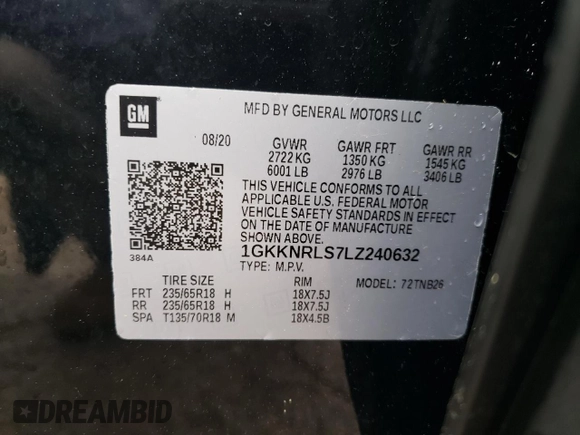 GM
MFD BY GENERAL MOTORS LLC
08/20 GVWR GAWR FRT GAWR RR
2722 KG 1350 KG 1545 KG
6001 LB 2976 LB 3406 LB
THIS VEHICLE CONFORMS TO ALL
APPLICABLE U.S. FEDERAL MOTOR
VEHICLE SAFETY STANDARDS IN EFFECT
ON THE DATE OF MANUFACTURE
SHOWN ABOVE.
384A
1GKKNRLS7LZ240632
TYPE: M.P.V. MODEL: 72TNB26
TIRE SIZE RIM
FRT 235/65R18 H 18X7.5J
RR 235/65R18 H 18X7.5J
SPA T135/70R18 M 18X4.5B
DREAMBID